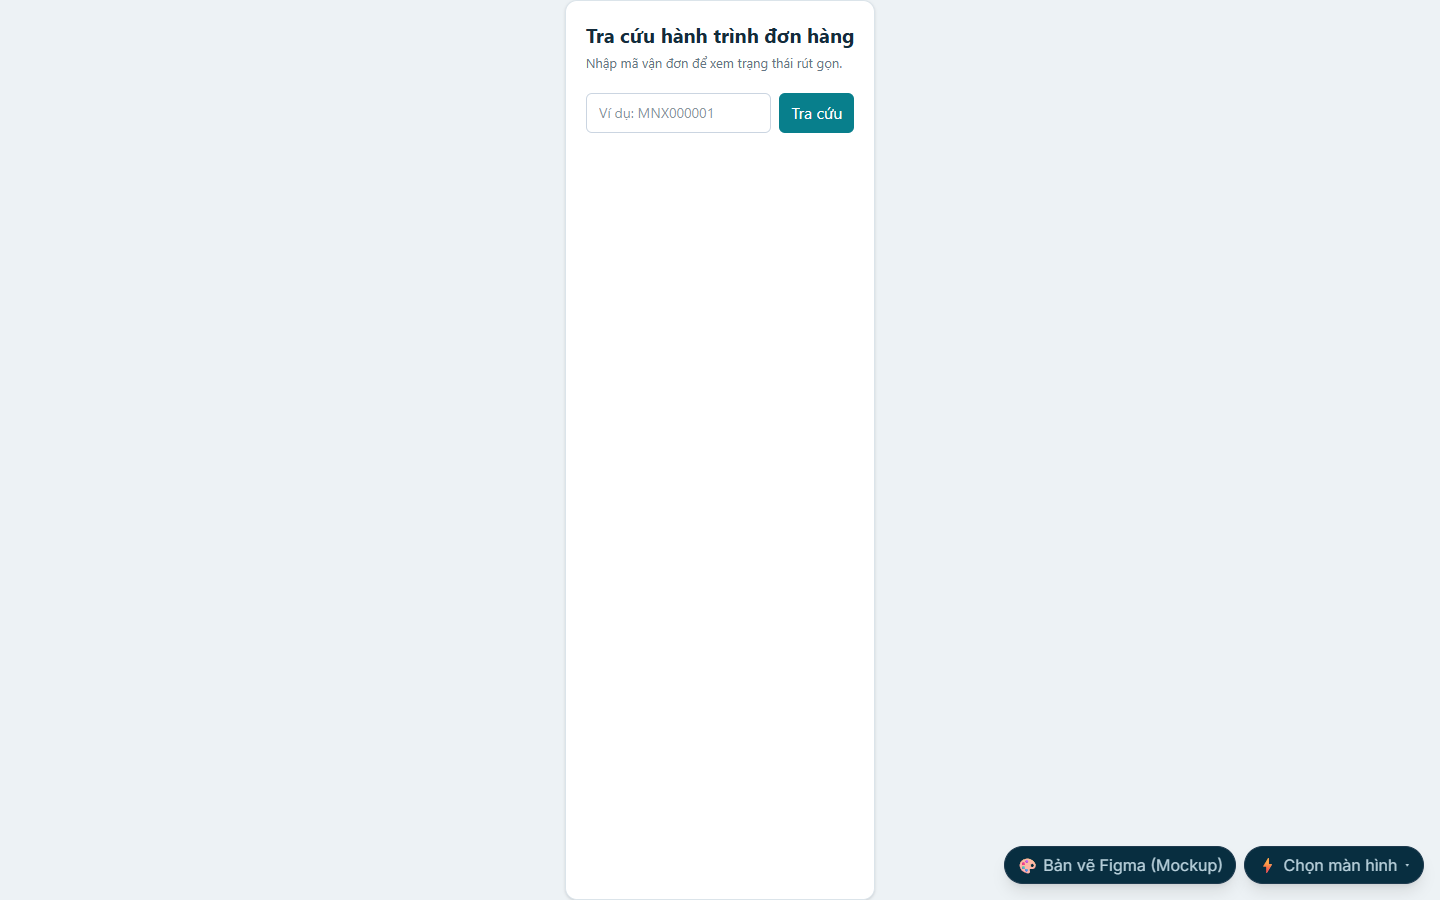 Tra cứu hành trình đơn hàng
Nhập mã vận đơn để xem trạng thái rút gọn.
Ví dụ: MNX000001
Tra cứu
Bản vẽ Figma (Mockup)
Chọn màn hình